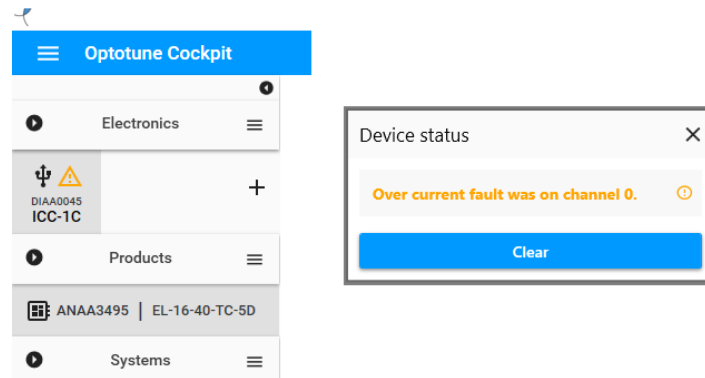 Optotune Cockpit
Electronics
DIAA0045
ICC-1C
Products
ANAA3495 | EL-16-40-TC-5D
Systems
Device status
Over current fault was on channel 0.
Clear